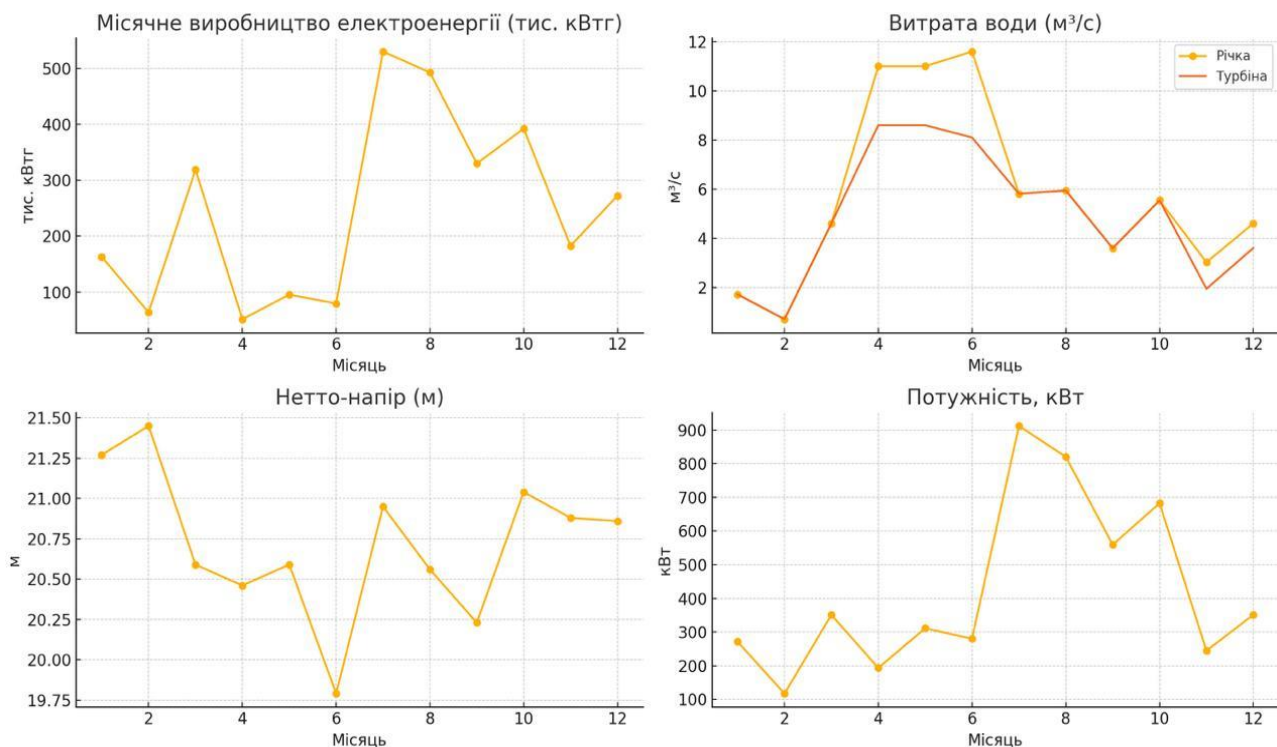 Місячне виробництво електроенергії (тис. кВтг)
тис. кВтг
500
400
300
200
100
2 4 6 8 10 12
Місяць
Витрата води (м³/с)
м³/с
12
10
8
6
4
2
Річка
Турбіна
2 4 6 8 10 12
Місяць
Нетто-напір (м)
м
21.50
21.25
21.00
20.75
20.50
20.25
20.00
19.75
2 4 6 8 10 12
Місяць
Потужність, кВт
кВт
900
800
700
600
500
400
300
200
100
2 4 6 8 10 12
Місяць